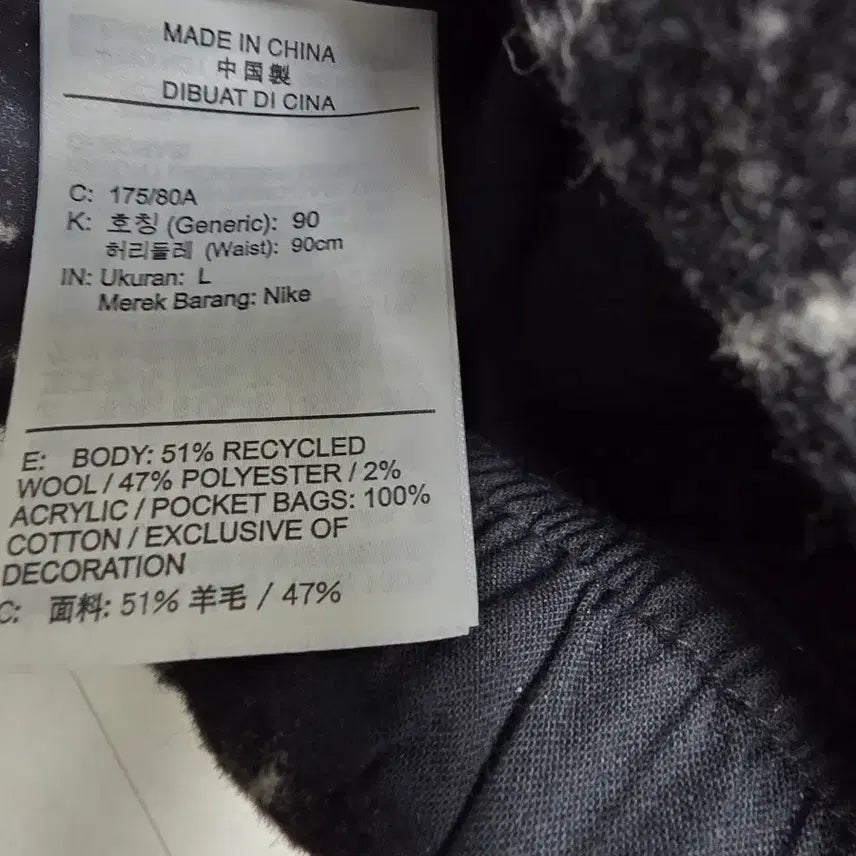 MADE IN CHINA
中国製
DIBUAT DI CINA
C: 175/80A
K: 호칭 (Generic): 90
허리둘레 (Waist): 90cm
IN: Ukuran: L
Merek Barang: Nike
E: BODY: 51% RECYCLED
WOOL / 47% POLYESTER / 2%
ACRYLIC / POCKET BAGS: 100%
COTTON / EXCLUSIVE OF
DECORATION
C: 面料: 51% 羊毛 / 47%